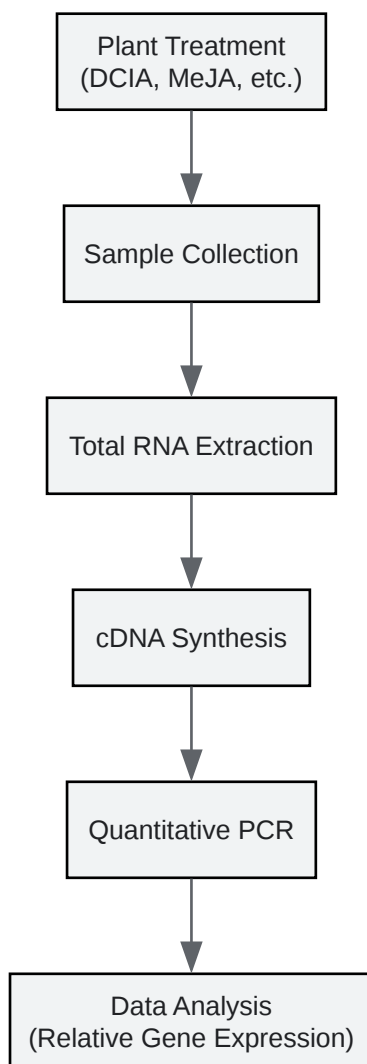 Plant Treatment
(DCIA, MeJA, etc.)
Sample Collection
Total RNA Extraction
cDNA Synthesis
Quantitative PCR
Data Analysis
(Relative Gene Expression)